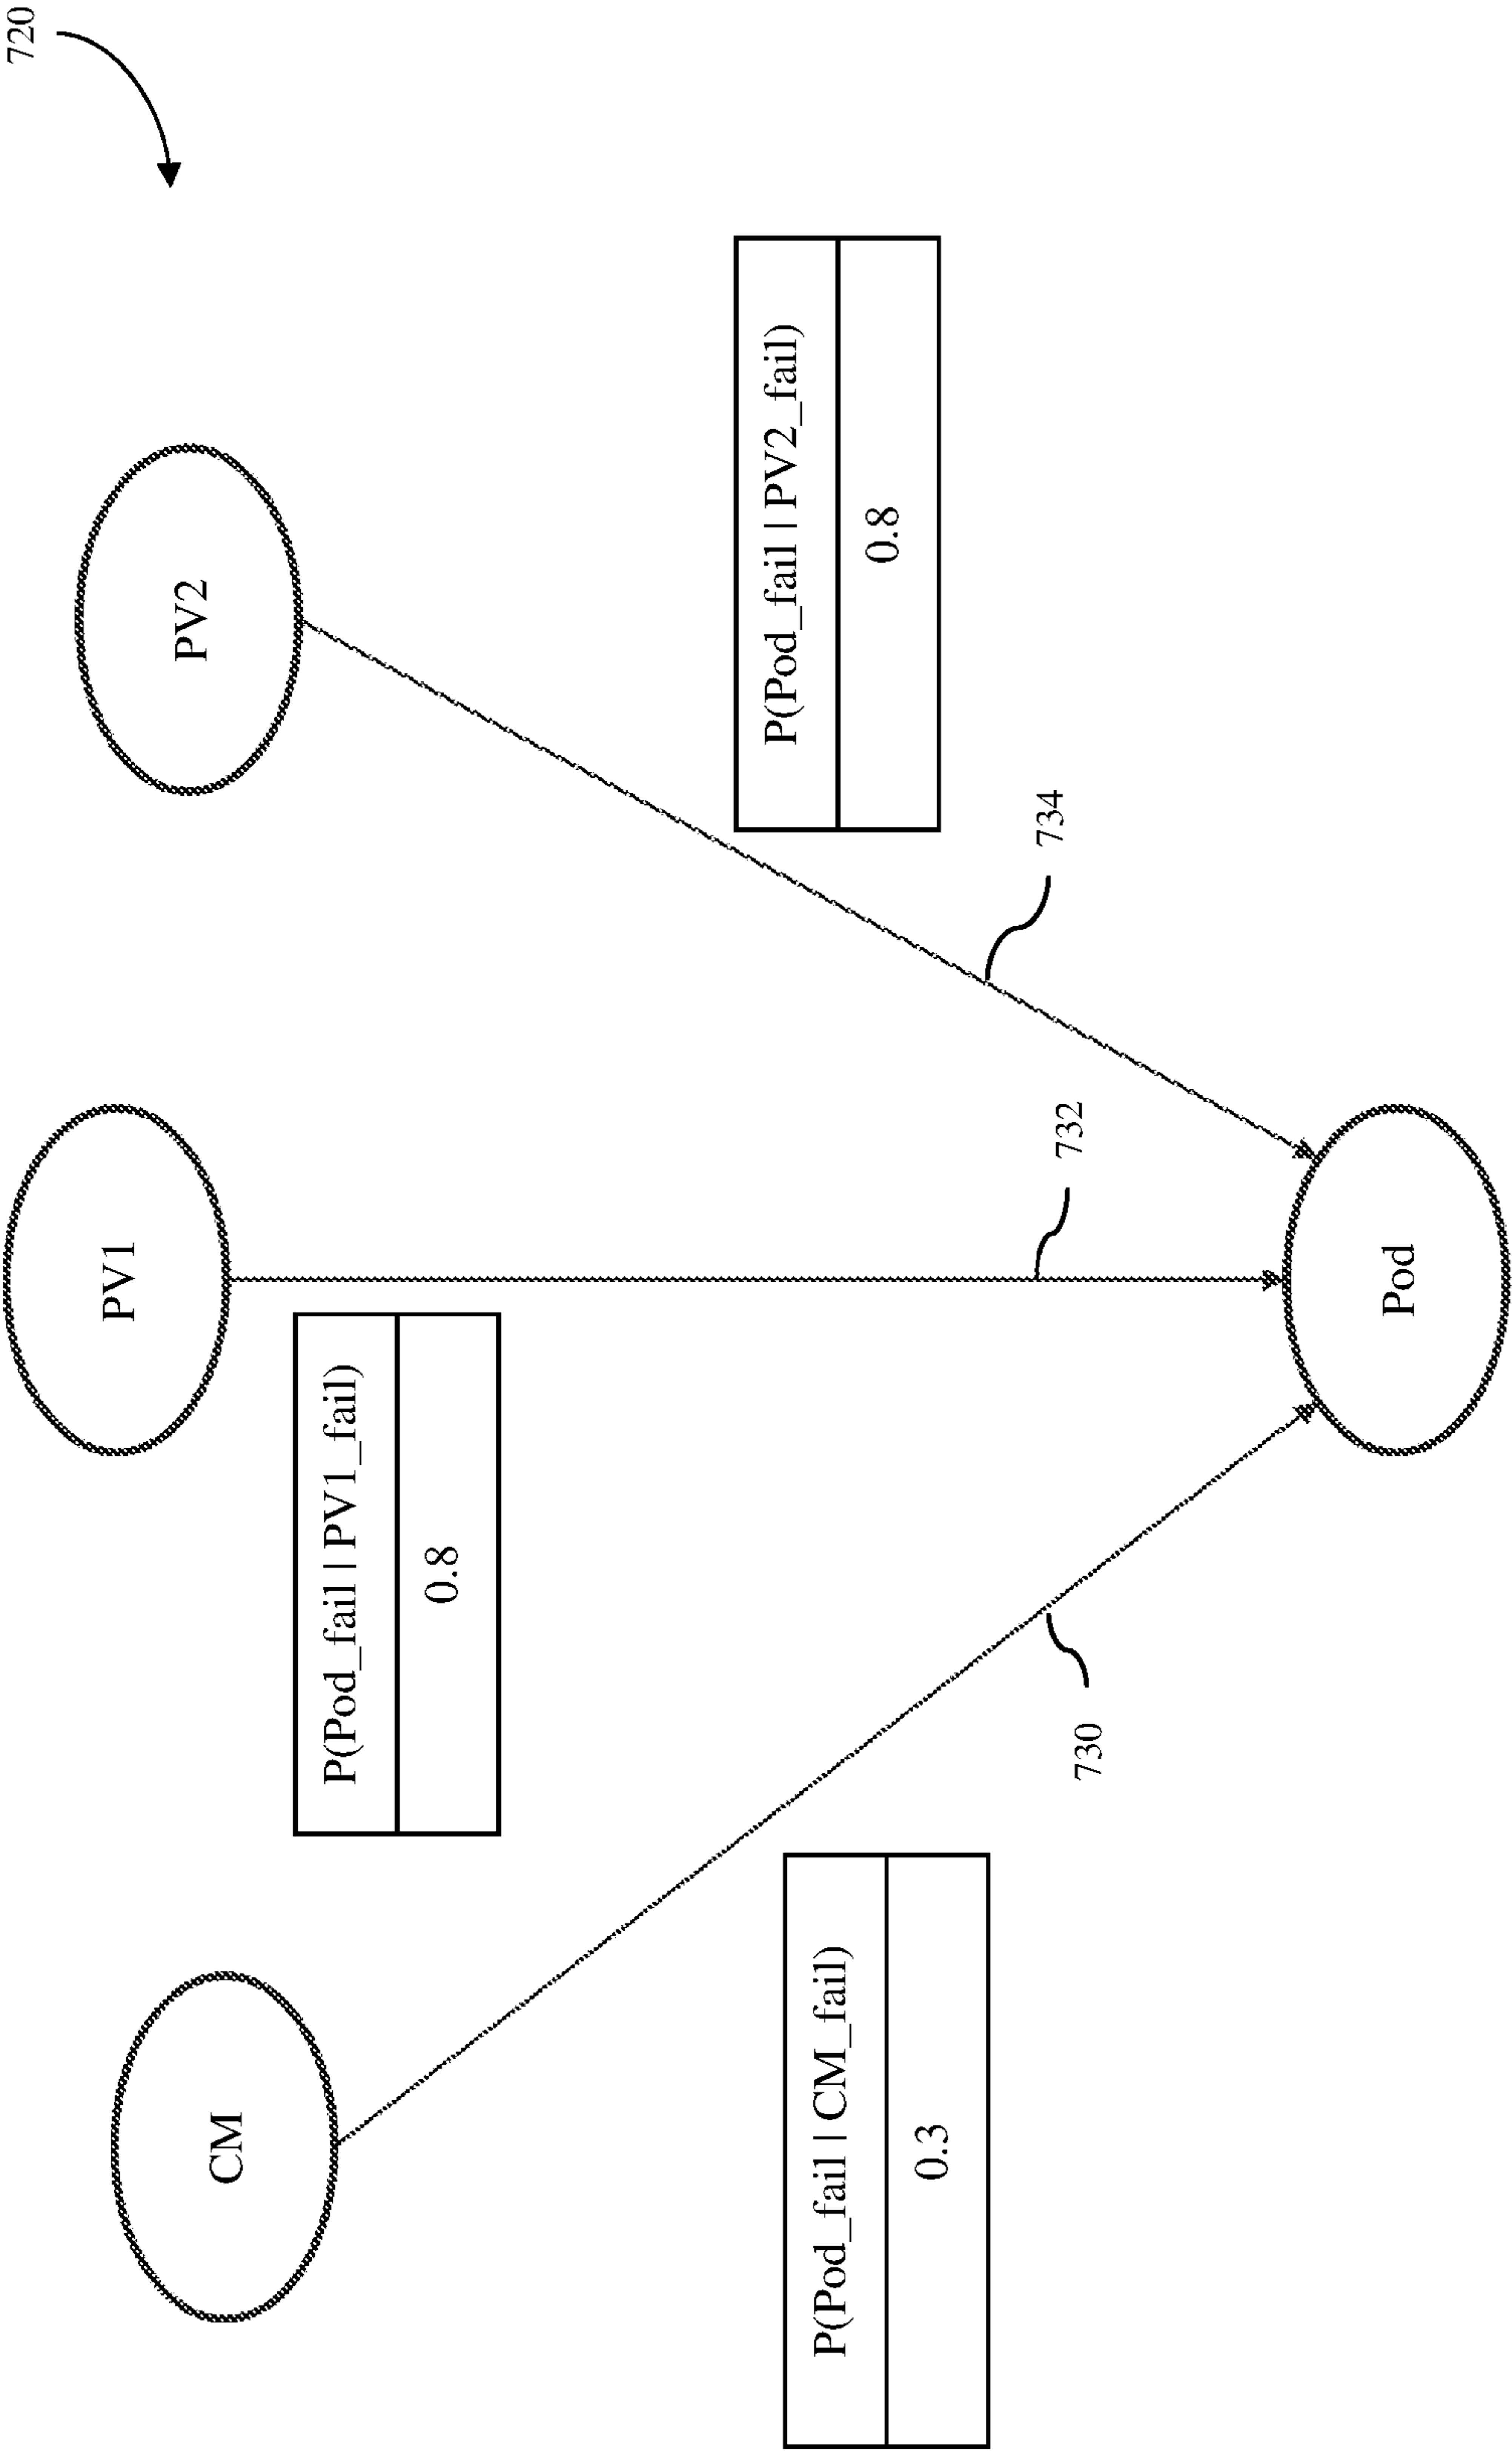 720
PV1
PV2
CM
P(Pod_fail | PV1_fail)
0.8
P(Pod_fail | PV2_fail)
0.8
P(Pod_fail | CM_fail)
0.3
734
732
730
Pod